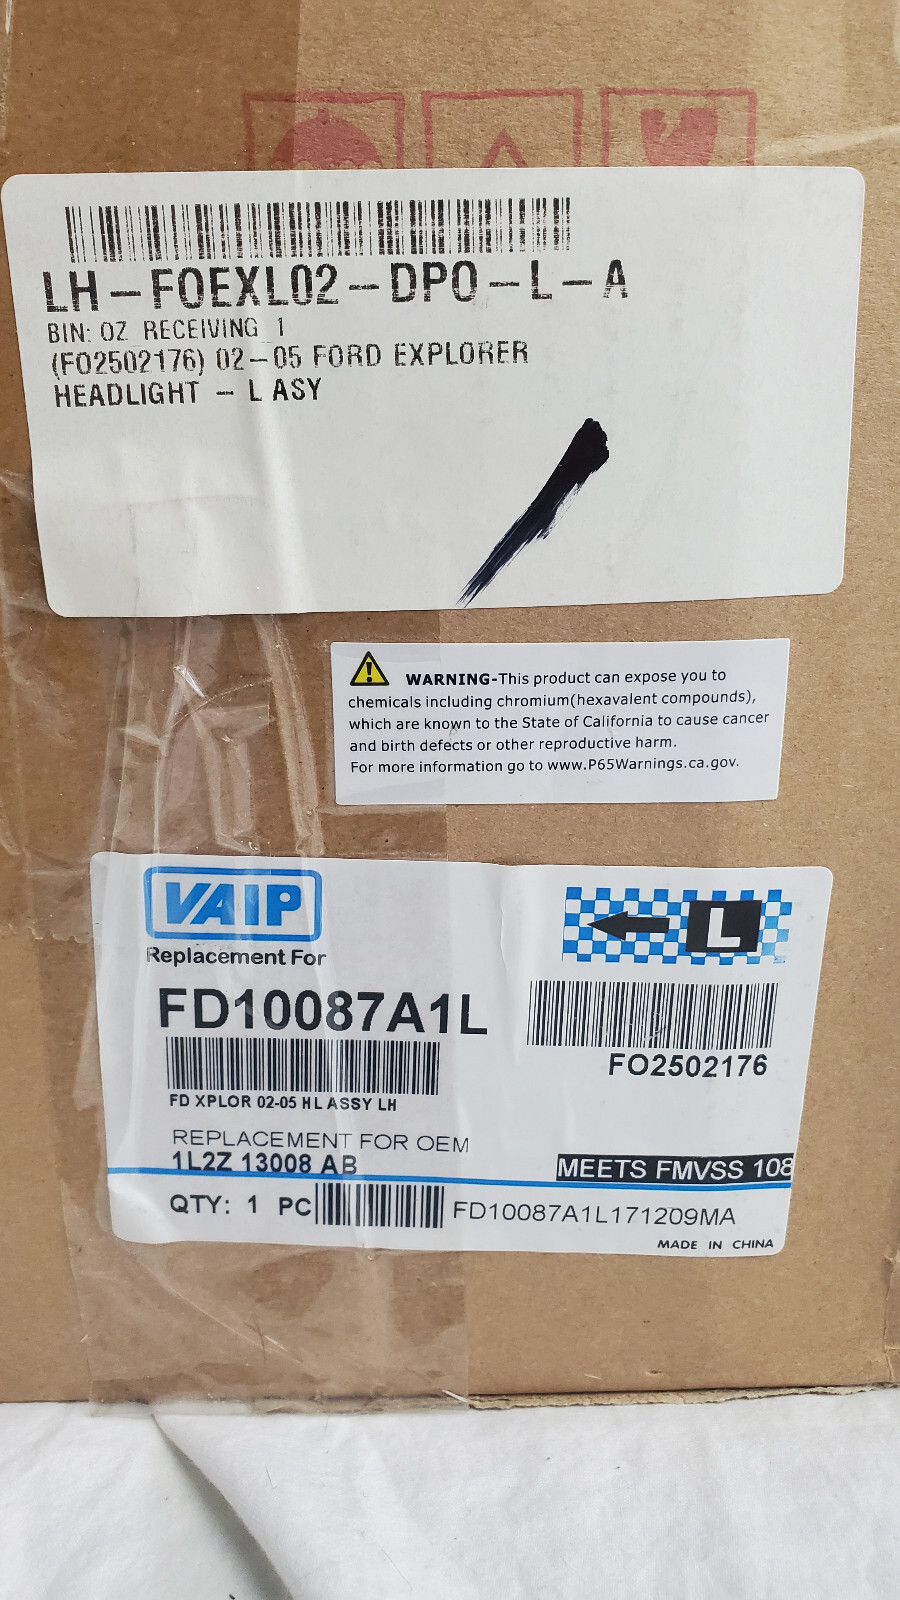 LH-FOEXL02-DPO-L-A
BIN: OZ RECEIVING 1
(FO2502176) 02-05 FORD EXPLORER
HEADLIGHT - L ASY
WARNING-This product can expose you to
chemicals including chromium(hexavalent compounds),
which are known to the State of California to cause cancer
and birth defects or other reproductive harm.
For more information go to www.P65Warnings.ca.gov.
VAIP
Replacement For
L
FD10087A1L
FO2502176
FD XPLOR 02-05 HL ASSY LH
REPLACEMENT FOR OEM
1L2Z 13008 AB
MEETS FMVSS 108
QTY: 1 PC
FD10087A1L171209MA
MADE IN CHINA